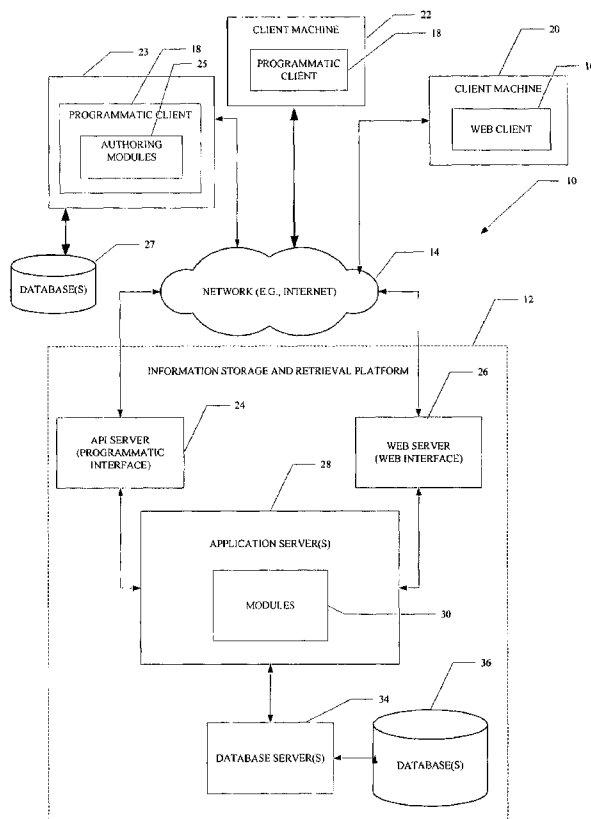 CLIENT MACHINE
22
18
PROGRAMMATIC
CLIENT
23
18
25
PROGRAMMATIC CLIENT
AUTHORING
MODULES
20
CLIENT MACHINE
WEB CLIENT
10
27
DATABASE(S)
14
NETWORK (E.G., INTERNET)
12
INFORMATION STORAGE AND RETRIEVAL PLATFORM
24
API SERVER
(PROGRAMMATIC
INTERFACE)
26
WEB SERVER
(WEB INTERFACE)
28
APPLICATION SERVER(S)
MODULES
30
34
DATABASE SERVER(S)
36
DATABASE(S)